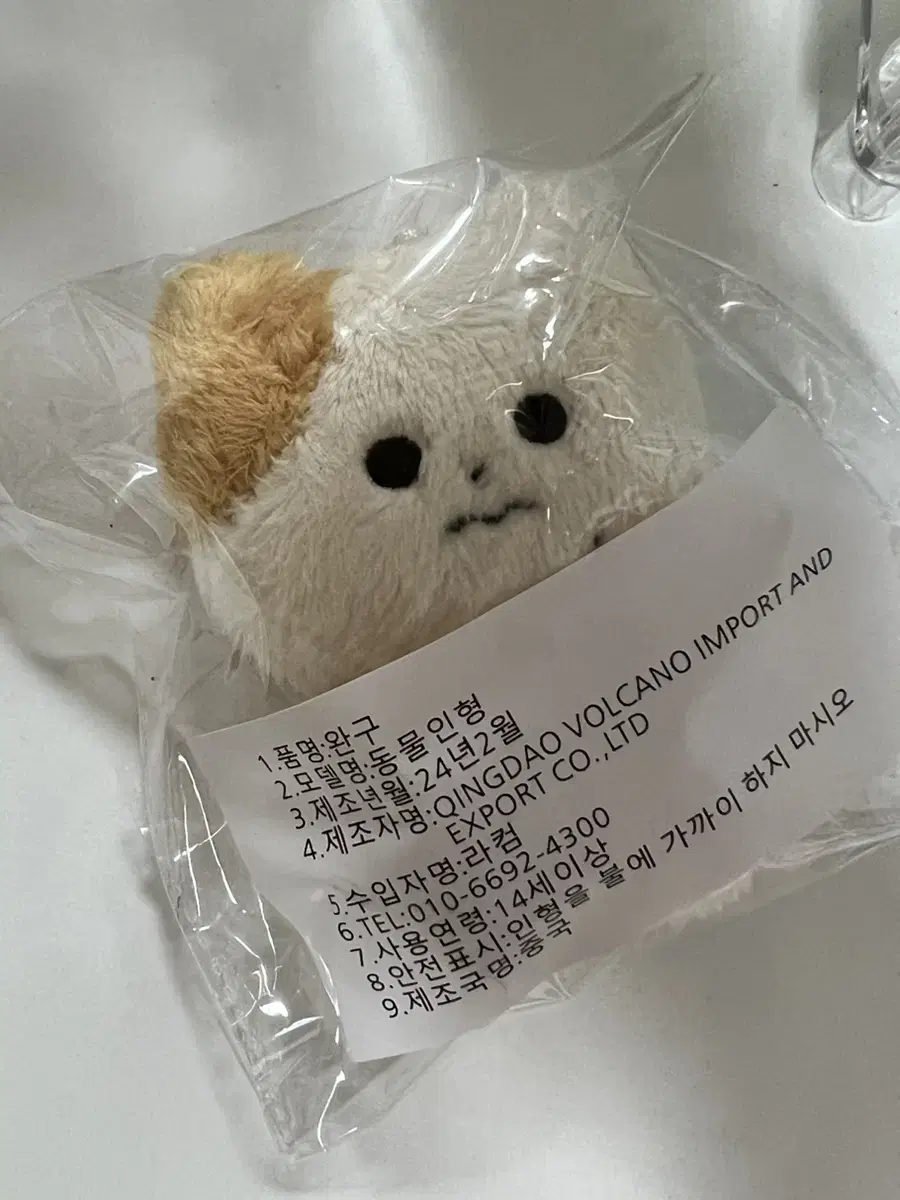 1.품명:완구
2.모델명:동물인형
3.제조년월:24년2월
4.제조자명:QINGDAO VOLCANO IMPORT AND
EXPORT CO.,LTD
5.수입자명:라컴
6.TEL:010-6692-4300
7.사용연령:14세이상
8.안전표시:인형을 불에 가까이 하지 마시오
9.제조국명:중국